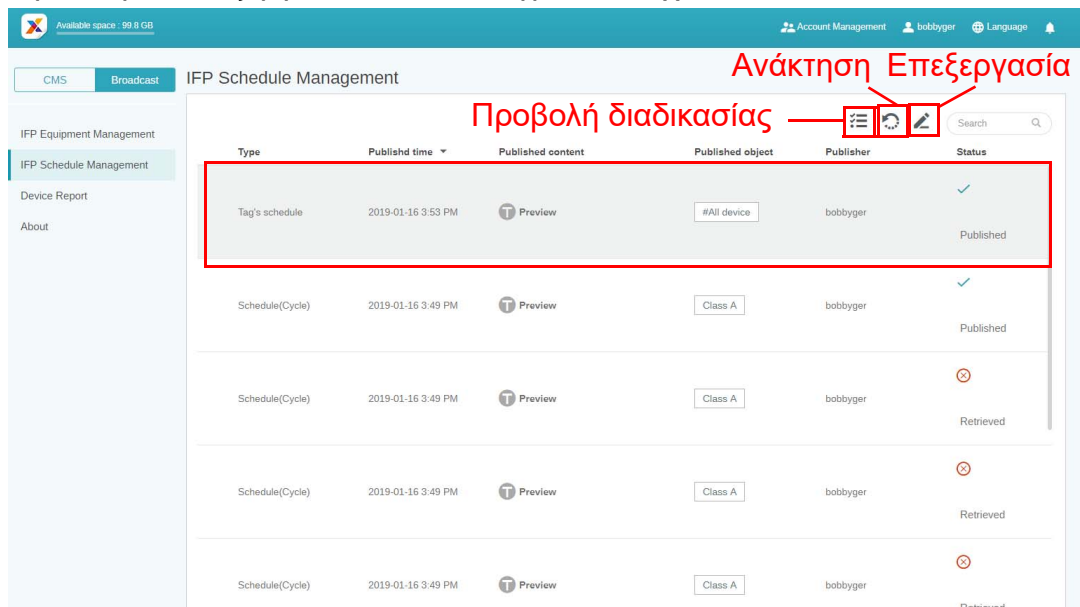 Available space : 99.8 GB
Account Management bobbyger Language
CMS Broadcast
IFP Schedule Management
Ανάκτηση Επεξεργασία
Προβολή διαδικασίας
Search
IFP Equipment Management
IFP Schedule Management
Device Report
About
Type Publishd time Published content Published object Publisher Status
Tag's schedule 2019-01-16 3:53 PM T Preview #All device bobbyger Published
Schedule(Cycle) 2019-01-16 3:49 PM T Preview Class A bobbyger Published
Schedule(Cycle) 2019-01-16 3:49 PM T Preview Class A bobbyger Retrieved
Schedule(Cycle) 2019-01-16 3:49 PM T Preview Class A bobbyger Retrieved
Schedule(Cycle) 2019-01-16 3:49 PM T Preview Class A bobbyger